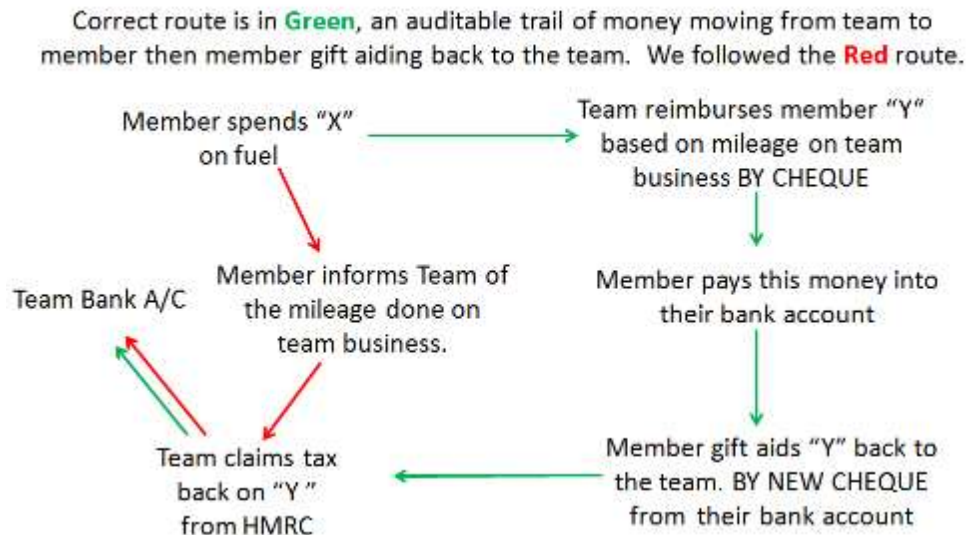 Correct route is in Green, an auditable trail of money moving from team to
member then member gift aiding back to the team.  We followed the Red route.
Member spends “X”
on fuel
Team reimburses member “Y”
based on mileage on team
business BY CHEQUE
Member informs Team of
the mileage done on
team business.
Team Bank A/C
Member pays this money into
their bank account
Team claims tax
back on “Y ”
from HMRC
Member gift aids “Y” back to
the team. BY NEW CHEQUE
from their bank account